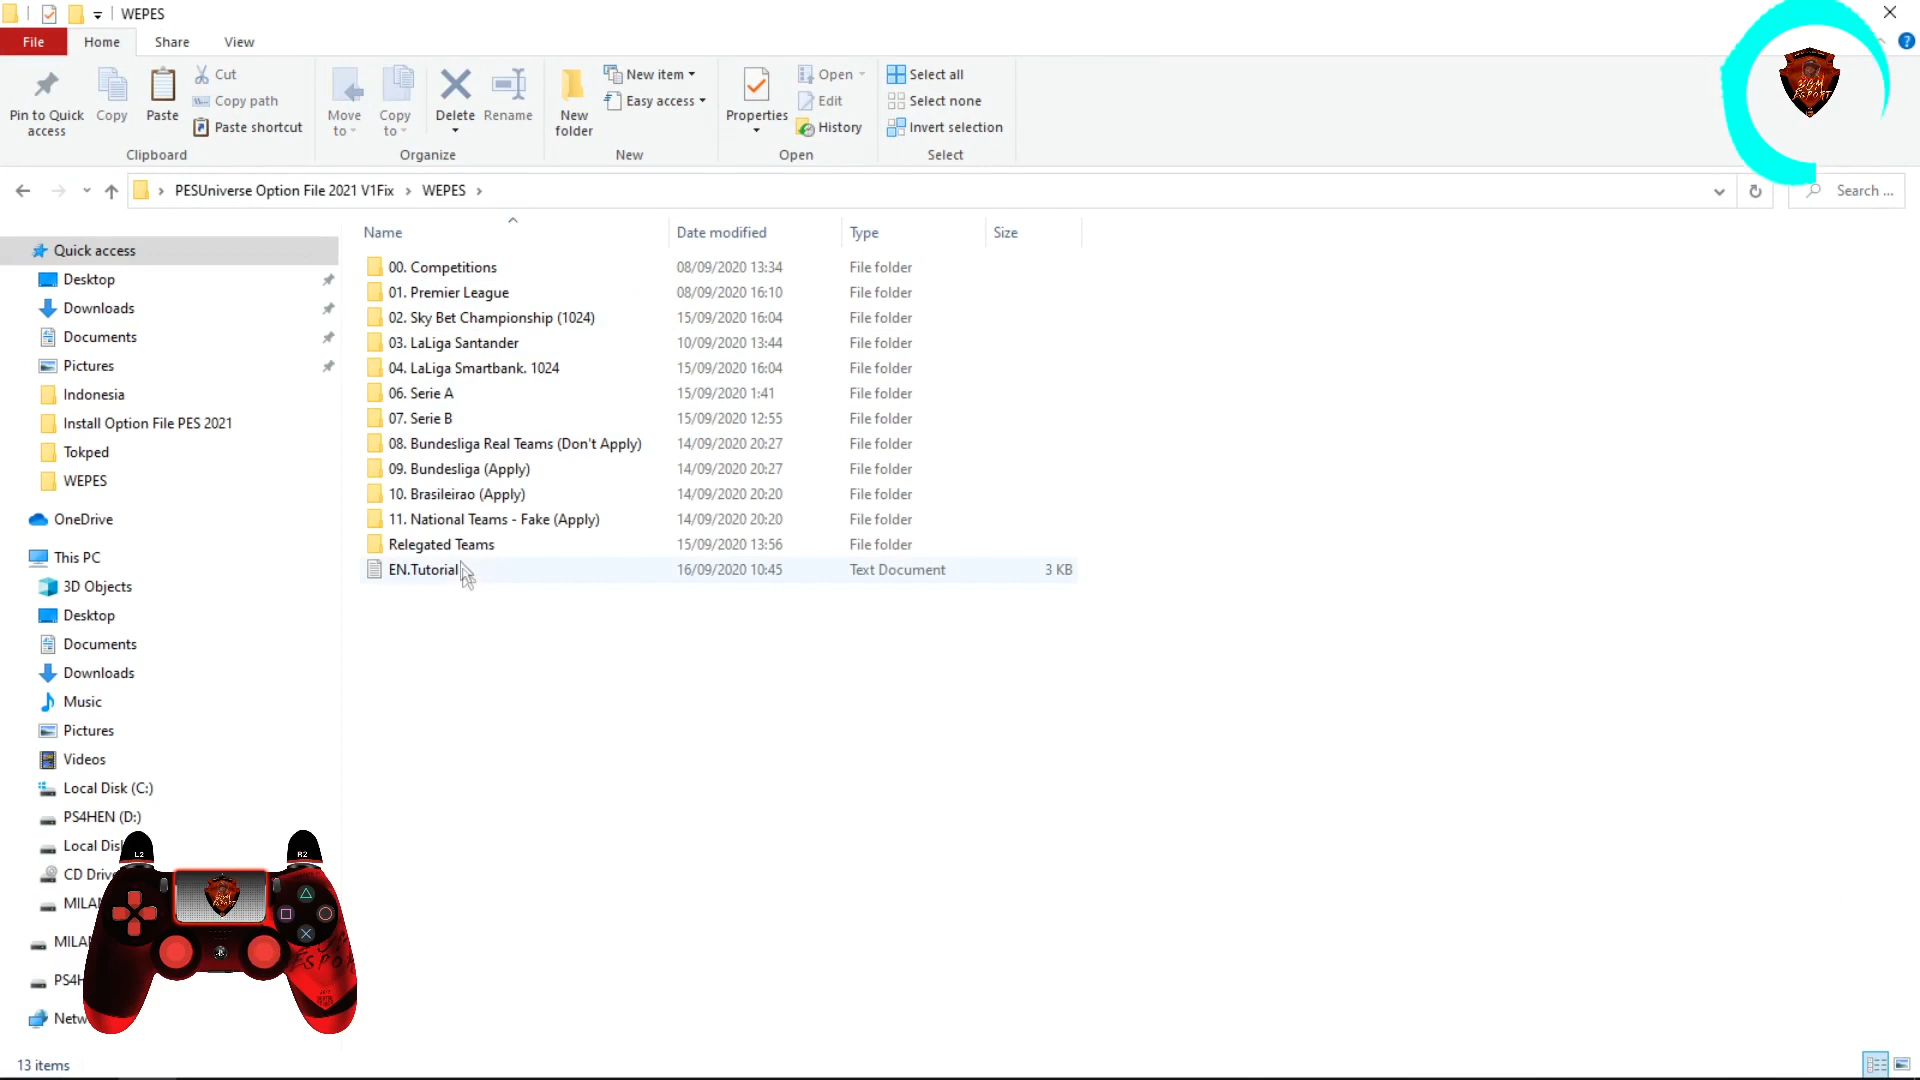 WEPES
File Home Share View
Pin to Quick access
Copy
Paste
Cut
Copy path
Paste shortcut
Clipboard
Move to
Copy to
Delete
Rename
Organize
New folder
New item
Easy access
New
Properties
Open
Edit
History
Open
Select all
Select none
Invert selection
Select
PESUniverse Option File 2021 V1Fix > WEPES >
Search ...
Name Date modified Type Size
Quick access
Desktop
Downloads
Documents
Pictures
Indonesia
Install Option File PES 2021
Tokped
WEPES
OneDrive
This PC
3D Objects
Desktop
Documents
Downloads
Music
Pictures
Videos
Local Disk (C:)
PS4HEN (D:)
Local Dis
CD Driv
MILA
MILA
PS4H
Netw
00. Competitions 08/09/2020 13:34 File folder
01. Premier League 08/09/2020 16:10 File folder
02. Sky Bet Championship (1024) 15/09/2020 16:04 File folder
03. LaLiga Santander 10/09/2020 13:44 File folder
04. LaLiga Smartbank. 1024 15/09/2020 16:04 File folder
06. Serie A 15/09/2020 1:41 File folder
07. Serie B 15/09/2020 12:55 File folder
08. Bundesliga Real Teams (Don't Apply) 14/09/2020 20:27 File folder
09. Bundesliga (Apply) 14/09/2020 20:27 File folder
10. Brasileirao (Apply) 14/09/2020 20:20 File folder
11. National Teams - Fake (Apply) 14/09/2020 20:20 File folder
Relegated Teams 15/09/2020 13:56 File folder
EN.Tutorial 16/09/2020 10:45 Text Document 3 KB
L2 R2
13 items